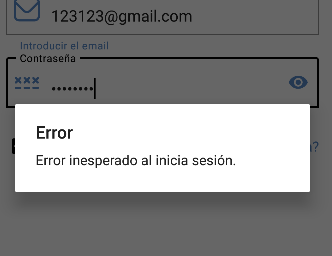 123123@gmail.com
Introducir el email
Contraseña
Error
Error inesperado al inicia sesión.